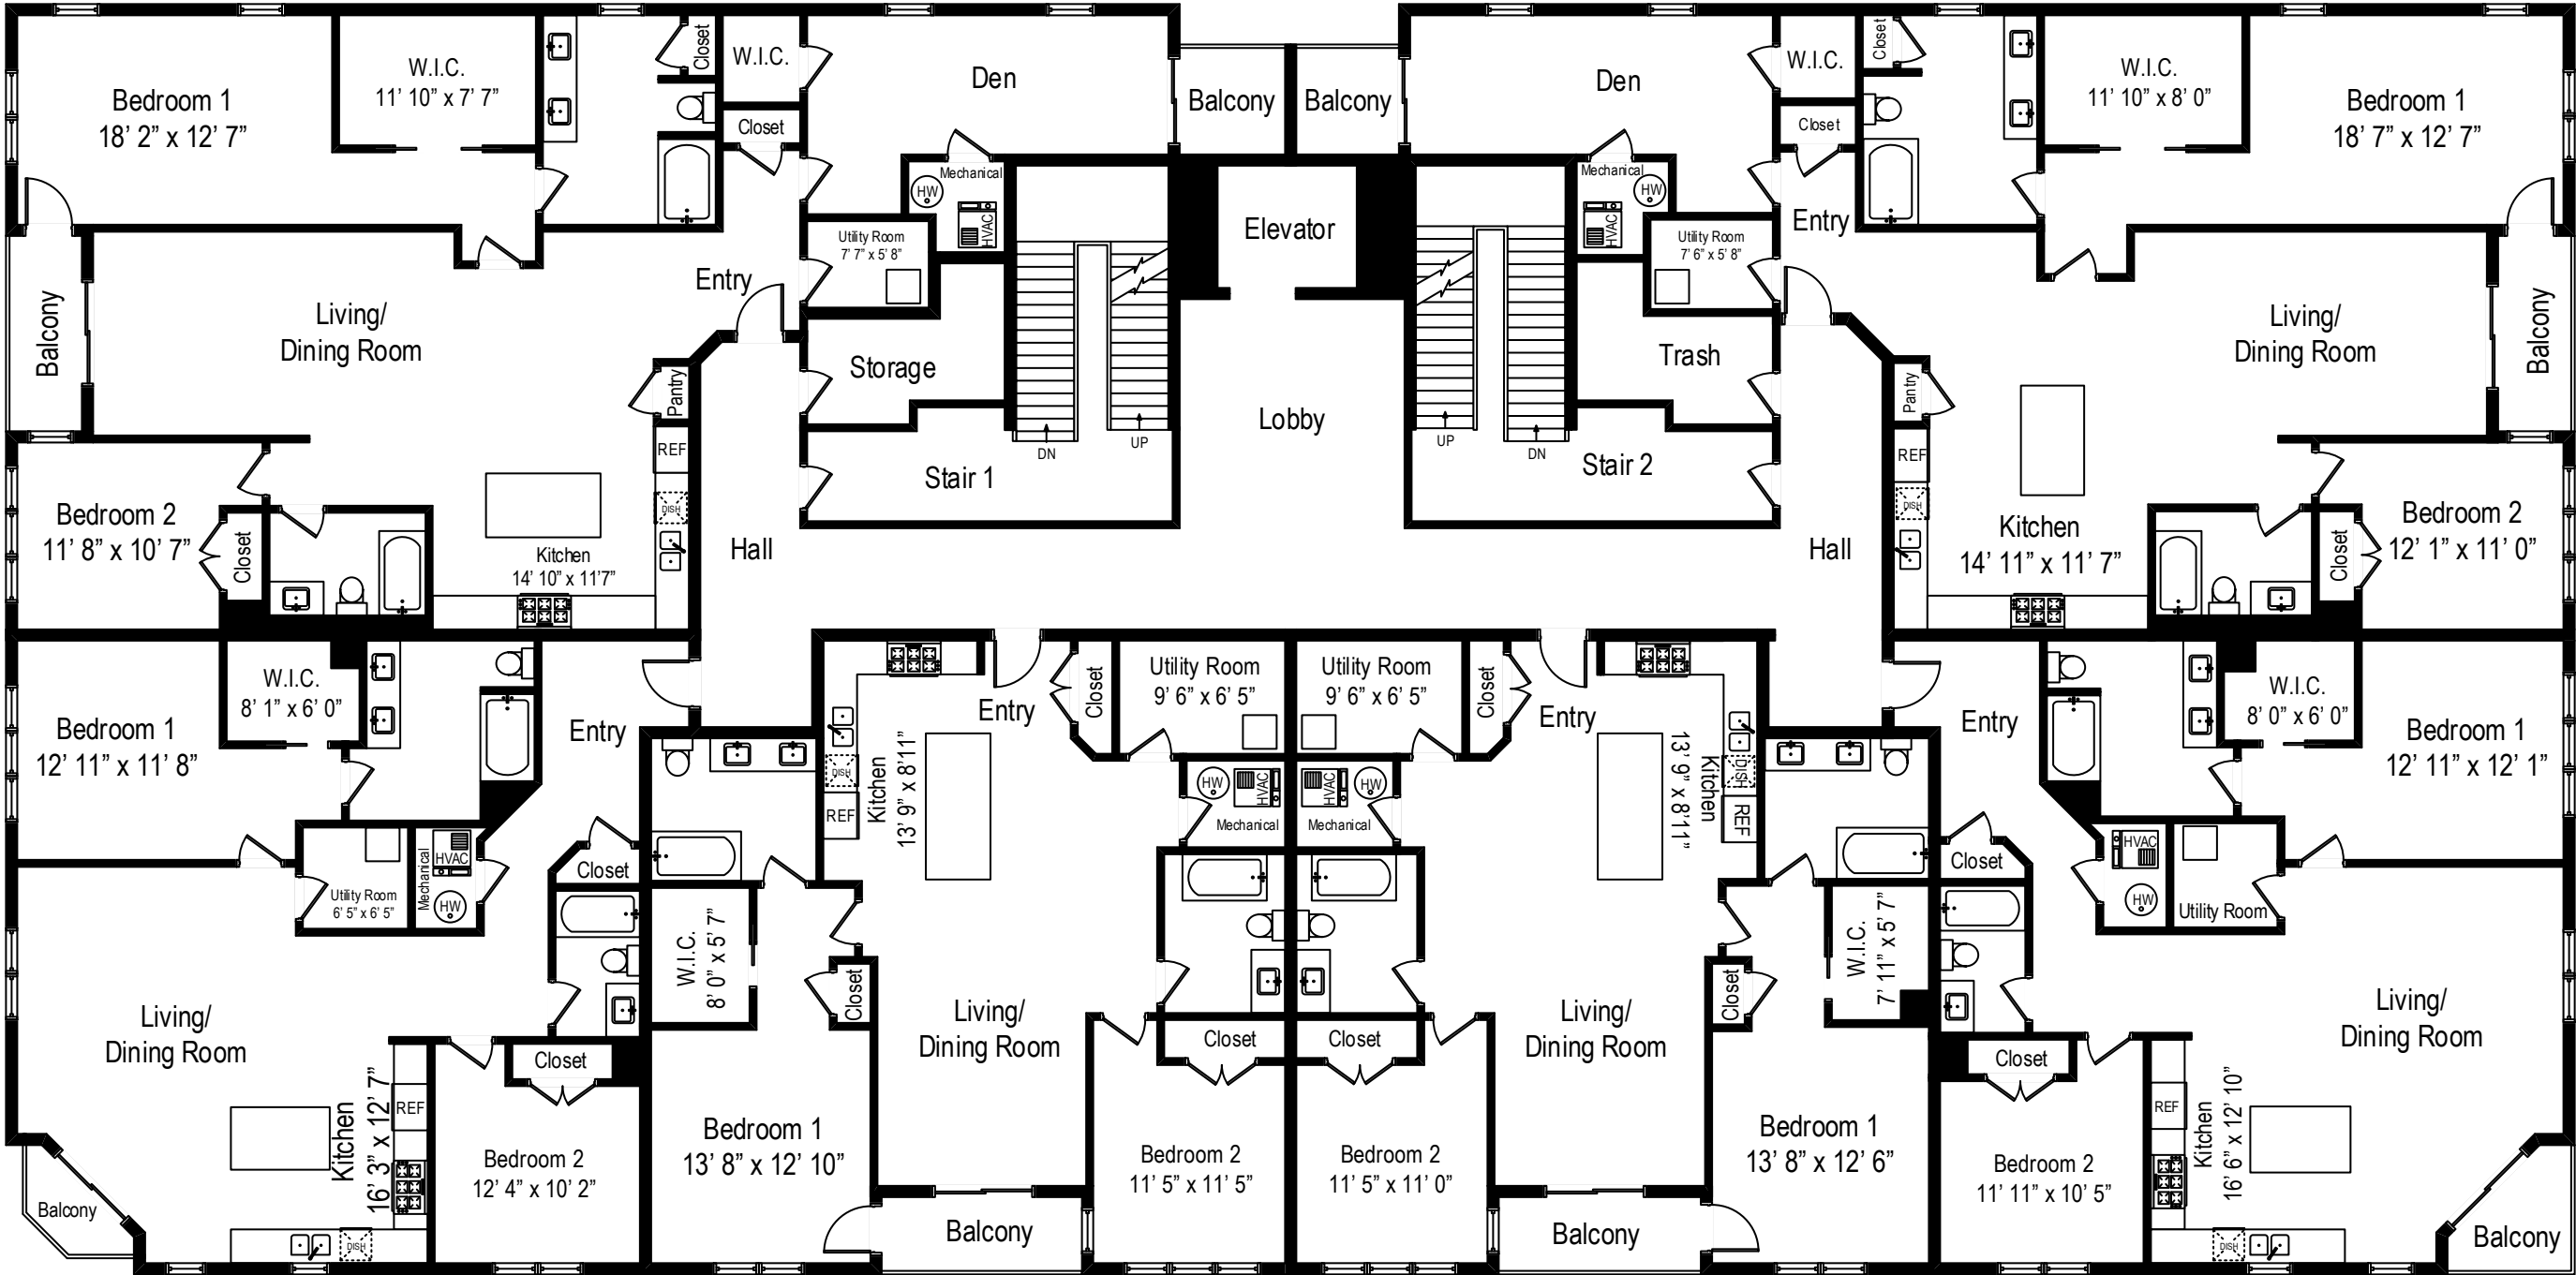 Bedroom 1
18’ 2” x 12’ 7”
W.I.C.
11’ 10” x 7’ 7”
Closet
W.I.C.
Closet
Den
Mechanical
HW
HVAC
Utility Room
7’ 7” x 5’ 8”
Entry
Balcony
Living/
Dining Room
Pantry
REF
DISH
Kitchen
14’ 10” x 11’7”
Bedroom 2
11’ 8” x 10’ 7”
Closet
Storage
Stair 1
DN
UP
Hall
Balcony
Balcony
Elevator
Lobby
Den
W.I.C.
Closet
Closet
Mechanical
HW
HVAC
Utility Room
7’ 6” x 5’ 8”
Entry
Trash
Stair 2
UP
DN
Hall
W.I.C.
11’ 10” x 8’ 0”
Bedroom 1
18’ 7” x 12’ 7”
Living/
Dining Room
Balcony
Pantry
REF
DISH
Kitchen
14’ 11” x 11’ 7”
Closet
Bedroom 2
12’ 1” x 11’ 0”
Bedroom 1
12’ 11” x 11’ 8”
W.I.C.
8’ 1” x 6’ 0”
Entry
Closet
Utility Room
6’ 5” x 6’ 5”
Mechanical
HVAC
HW
Living/
Dining Room
Kitchen
16’ 3” x 12’ 7”
REF
DISH
Balcony
Closet
Bedroom 2
12’ 4” x 10’ 2”
DISH
REF
Kitchen
13’ 9” x 8’11”
Entry
Closet
Utility Room
9’ 6” x 6’ 5”
HW
HVAC
Mechanical
W.I.C.
8’ 0” x 5’ 7”
Closet
Living/
Dining Room
Closet
Bedroom 1
13’ 8” x 12’ 10”
Bedroom 2
11’ 5” x 11’ 5”
Balcony
Utility Room
9’ 6” x 6’ 5”
Closet
Entry
HVAC
HW
Mechanical
Kitchen
13’ 9” x 8’11”
DISH
REF
Closet
W.I.C.
7’ 11” x 5’ 7”
Living/
Dining Room
Closet
Bedroom 2
11’ 5” x 11’ 0”
Bedroom 1
13’ 8” x 12’ 6”
Balcony
Entry
Closet
W.I.C.
8’ 0” x 6’ 0”
Bedroom 1
12’ 11” x 12’ 1”
HVAC
HW
Utility Room
Living/
Dining Room
Closet
Bedroom 2
11’ 11” x 10’ 5”
REF
Kitchen
16’ 6” x 12’ 10”
DISH
Balcony